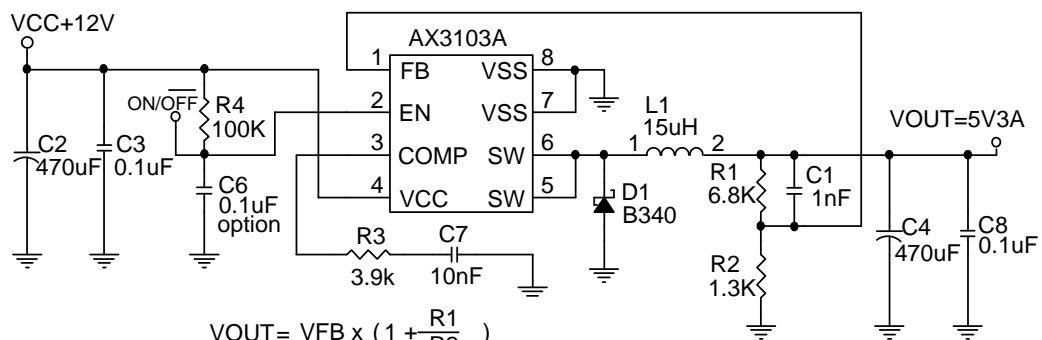 VCC+12V
AX3103A
1 FB VSS 8
2 EN VSS 7
3 COMP SW 6
4 VCC SW 5
ON/OFF
R4
100K
C2
470uF
C3
0.1uF
C6
0.1uF
option
R3
3.9k
C7
10nF
L1
15uH
1 2
D1
B340
R1
6.8K
C1
1nF
R2
1.3K
VOUT=5V3A
C4
470uF
C8
0.1uF
VOUT= VFB x (1 + R1 )